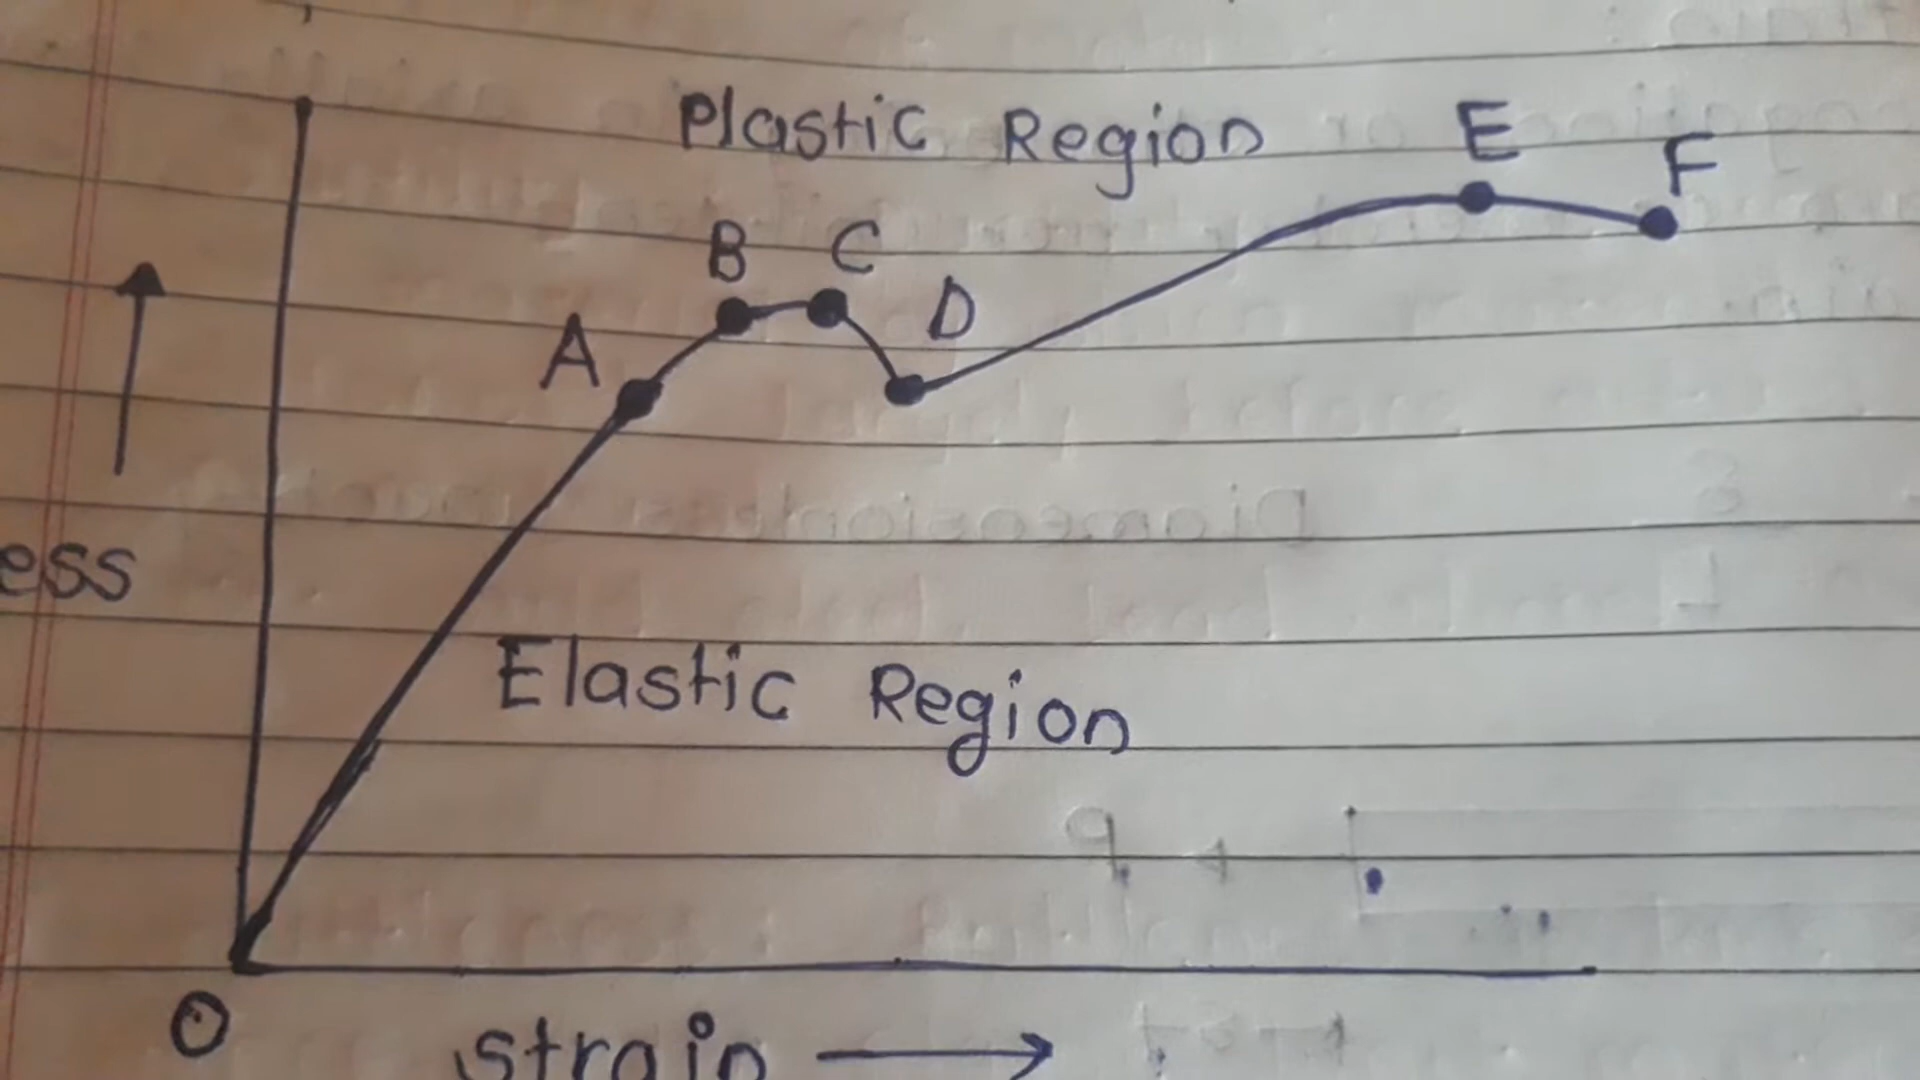 Plastic Region
E
F
B
C
D
A
ess
Elastic Region
O
strain